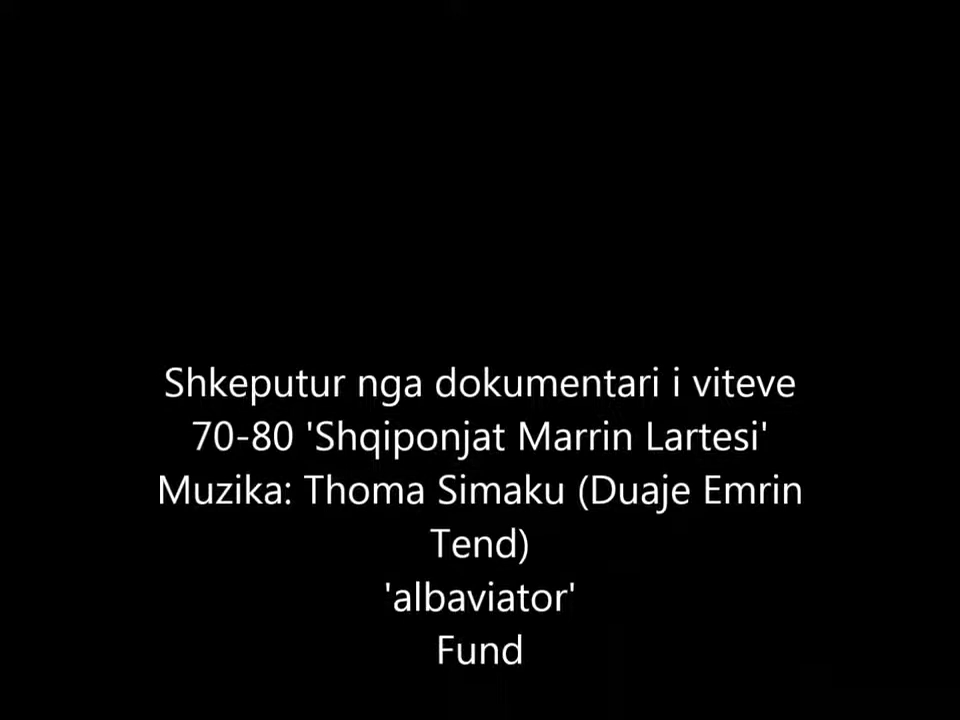 Shkeputur nga dokumentari i viteve
70-80 'Shqiponjat Marrin Lartesi'
Muzika: Thoma Simaku (Duaje Emrin
Tend)
'albaviator'
Fund